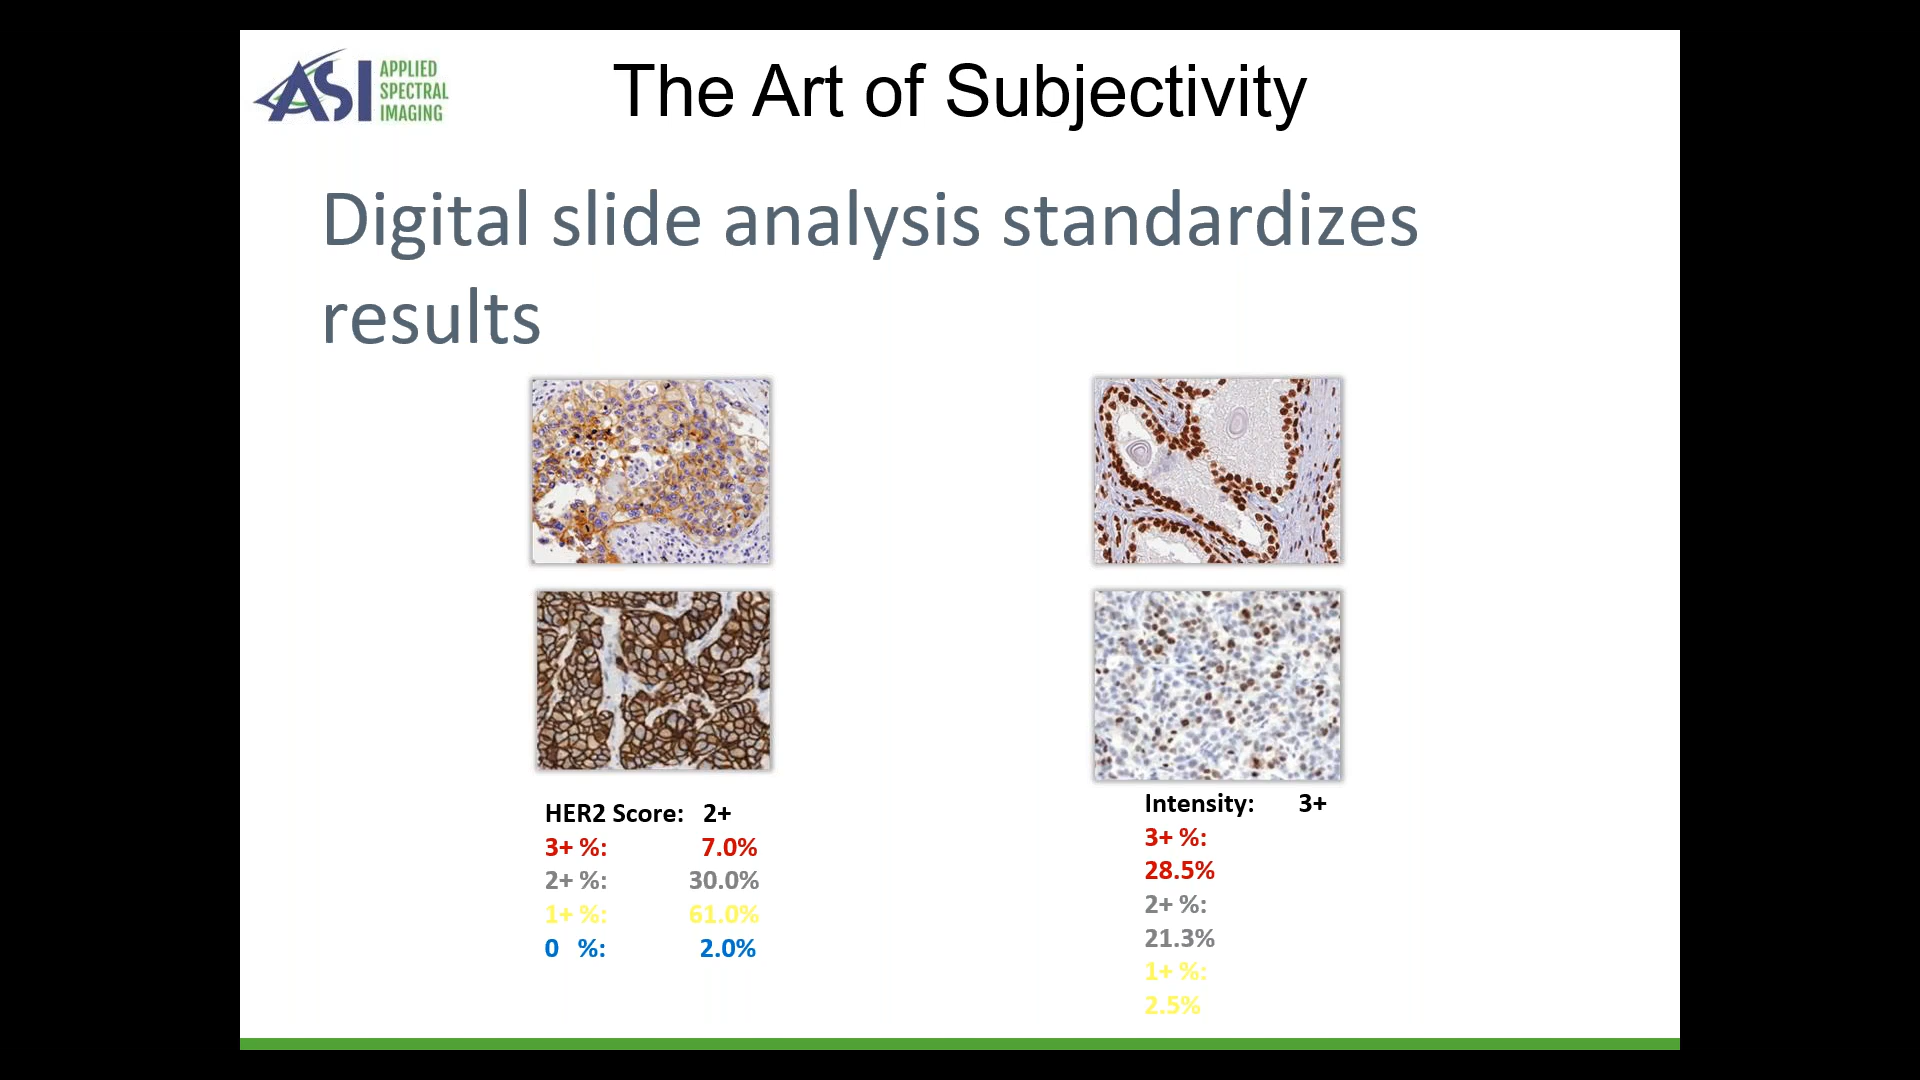 ASI
APPLIED
SPECTRAL
IMAGING
The Art of Subjectivity
Digital slide analysis standardizes
results
HER2 Score: 2+
3+ %: 7.0%
2+ %: 30.0%
1+ %: 61.0%
0 %: 2.0%
Intensity: 3+
3+ %:
28.5%
2+ %:
21.3%
1+ %:
2.5%